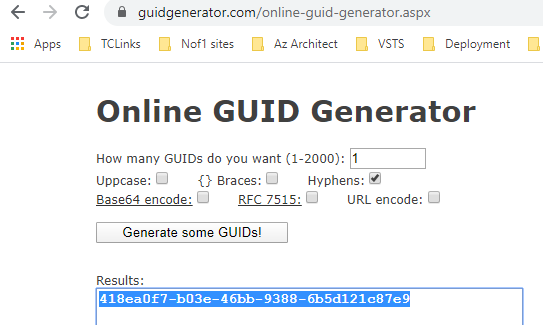 guidgenerator.com/online-guid-generator.aspx
Apps TCLinks Nof1 sites Az Architect VSTS Deployment
Online GUID Generator
How many GUIDs do you want (1-2000): 1
Uppcase: {} Braces: Hyphens:
Base64 encode: RFC 7515: URL encode:
Generate some GUIDs!
Results:
418ea0f7-b03e-46bb-9388-6b5d121c87e9